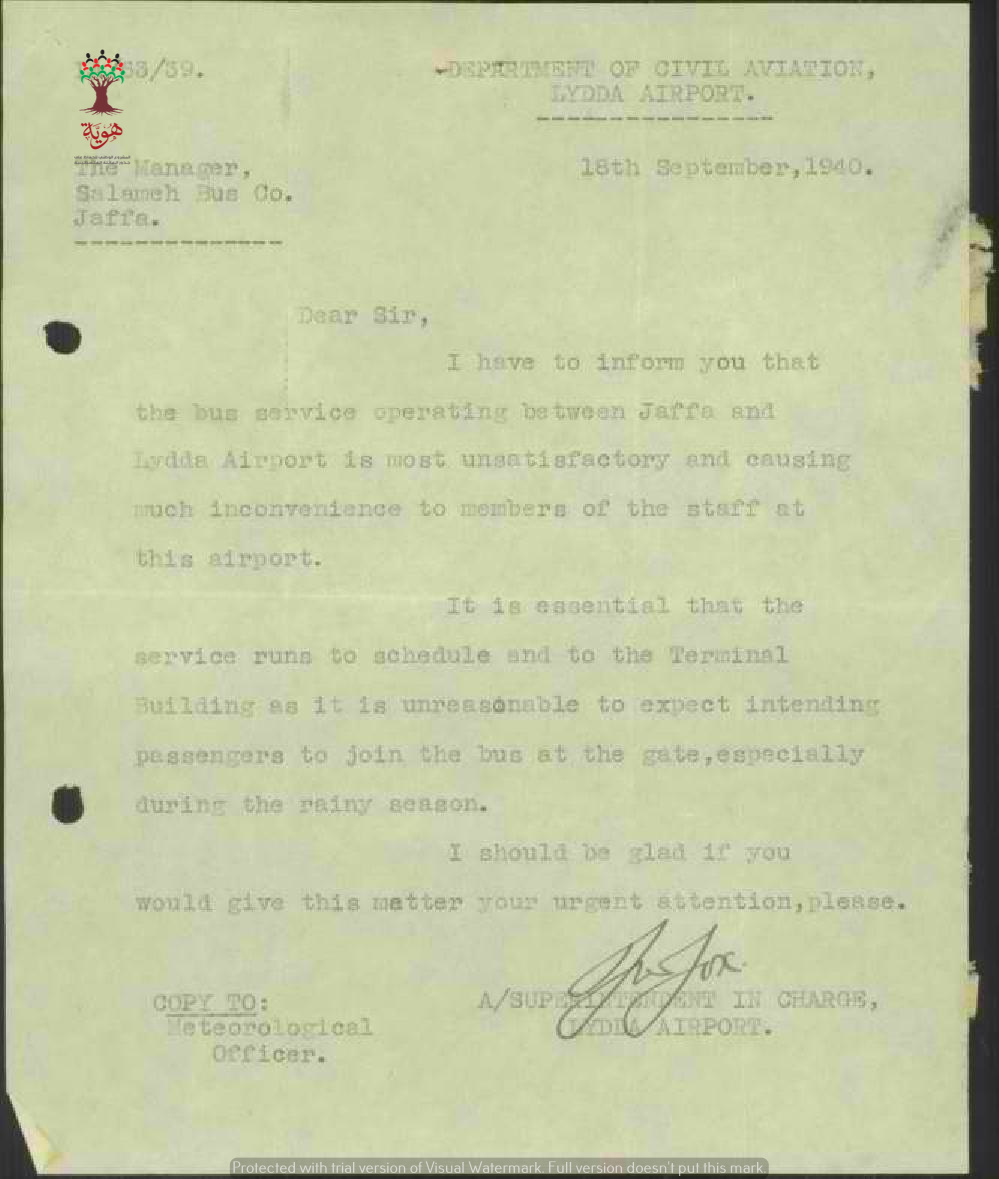 33/39.
DEPARTMENT OF CIVIL AVIATION,
LYDDA AIRPORT.
هوية
The Manager,
18th September,1940.
Salameh Bus Co.
Jaffa.
Dear Sir,
I have to inform you that
the bus service operating between Jaffa and
Lydda Airport is most unsatisfactory and causing
much inconvenience to members of the staff at
this airport.
It is essential that the
service runs to schedule and to the Terminal
Building as it is unreasonable to expect intending
passengers to join the bus at the gate,especially
during the rainy season.
I should be glad if you
would give this matter your urgent attention,please.
COPY TO:
Meteorological
Officer.
A/SUPERINTENDENT IN CHARGE,
LYDDA AIRPORT.
Protected with trial version of Visual Watermark. Full version doesn't put this mark.